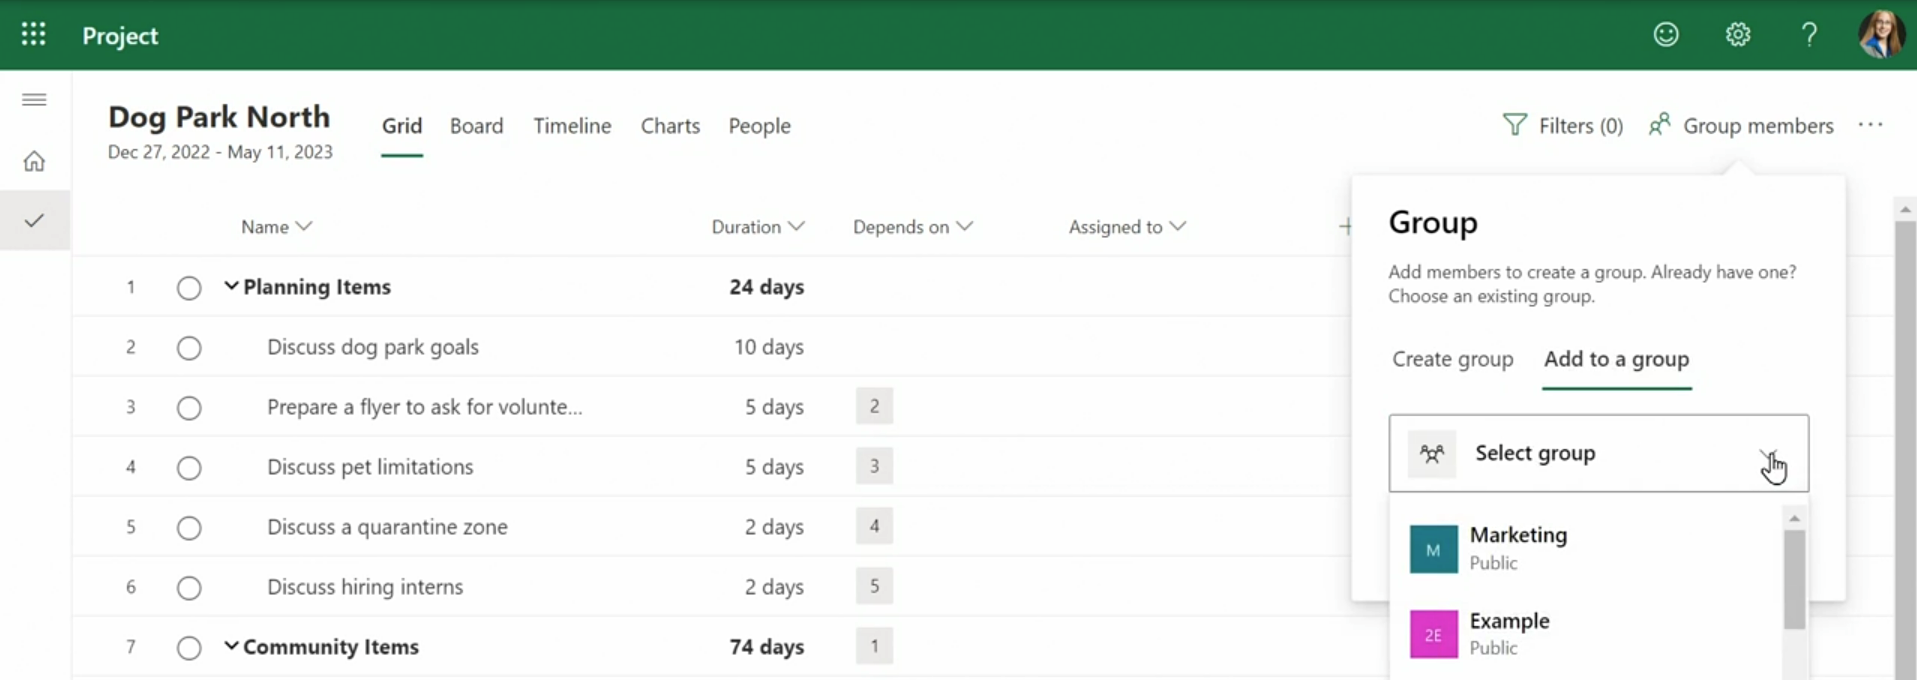 Project
Dog Park North
Dec 27, 2022 - May 11, 2023
Grid Board Timeline Charts People
Filters (0) Group members ...
Name Duration Depends on Assigned to +
1 Planning Items 24 days
2 Discuss dog park goals 10 days
3 Prepare a flyer to ask for volunte... 5 days 2
4 Discuss pet limitations 5 days 3
5 Discuss a quarantine zone 2 days 4
6 Discuss hiring interns 2 days 5
7 Community Items 74 days 1
Group
Add members to create a group. Already have one?
Choose an existing group.
Create group Add to a group
Select group
M Marketing
Public
2E Example
Public